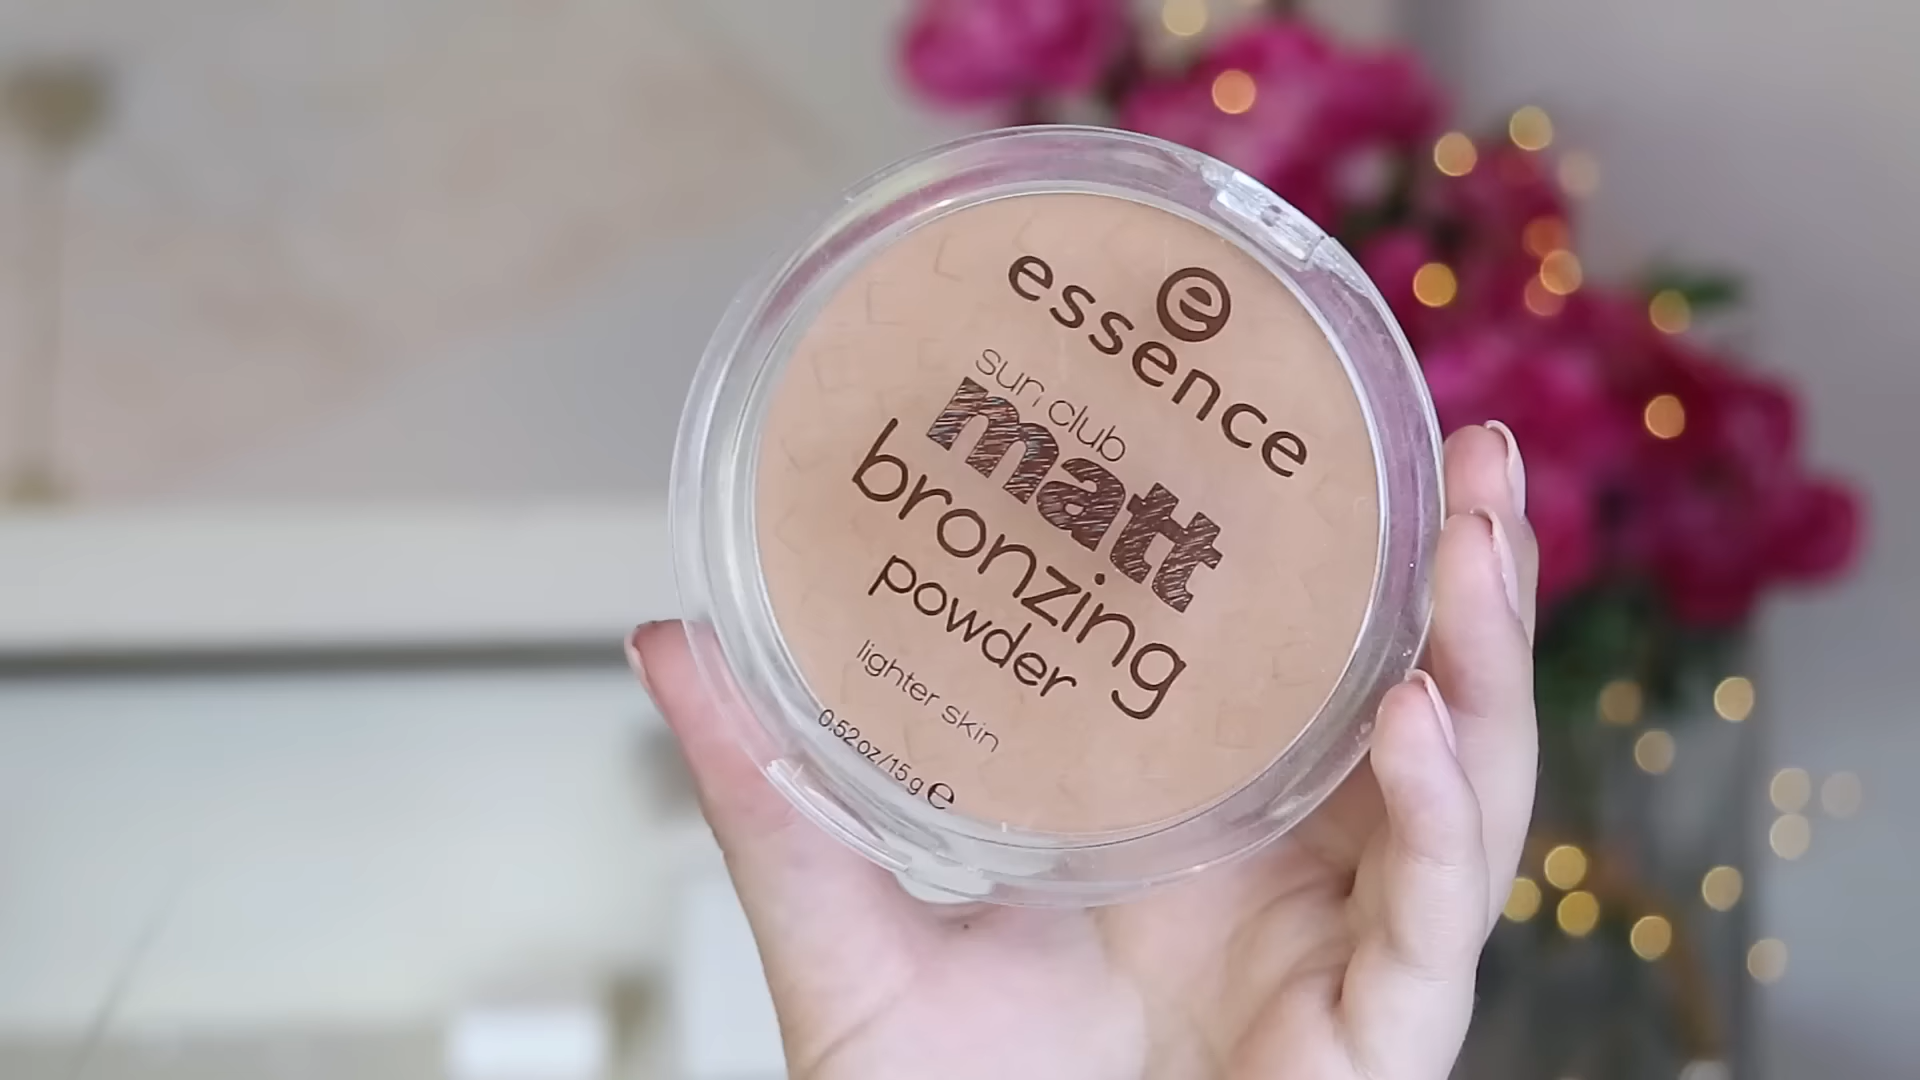 e
essence
sun club
matt
bronzing
powder
lighter skin
0.52 oz/15 g e